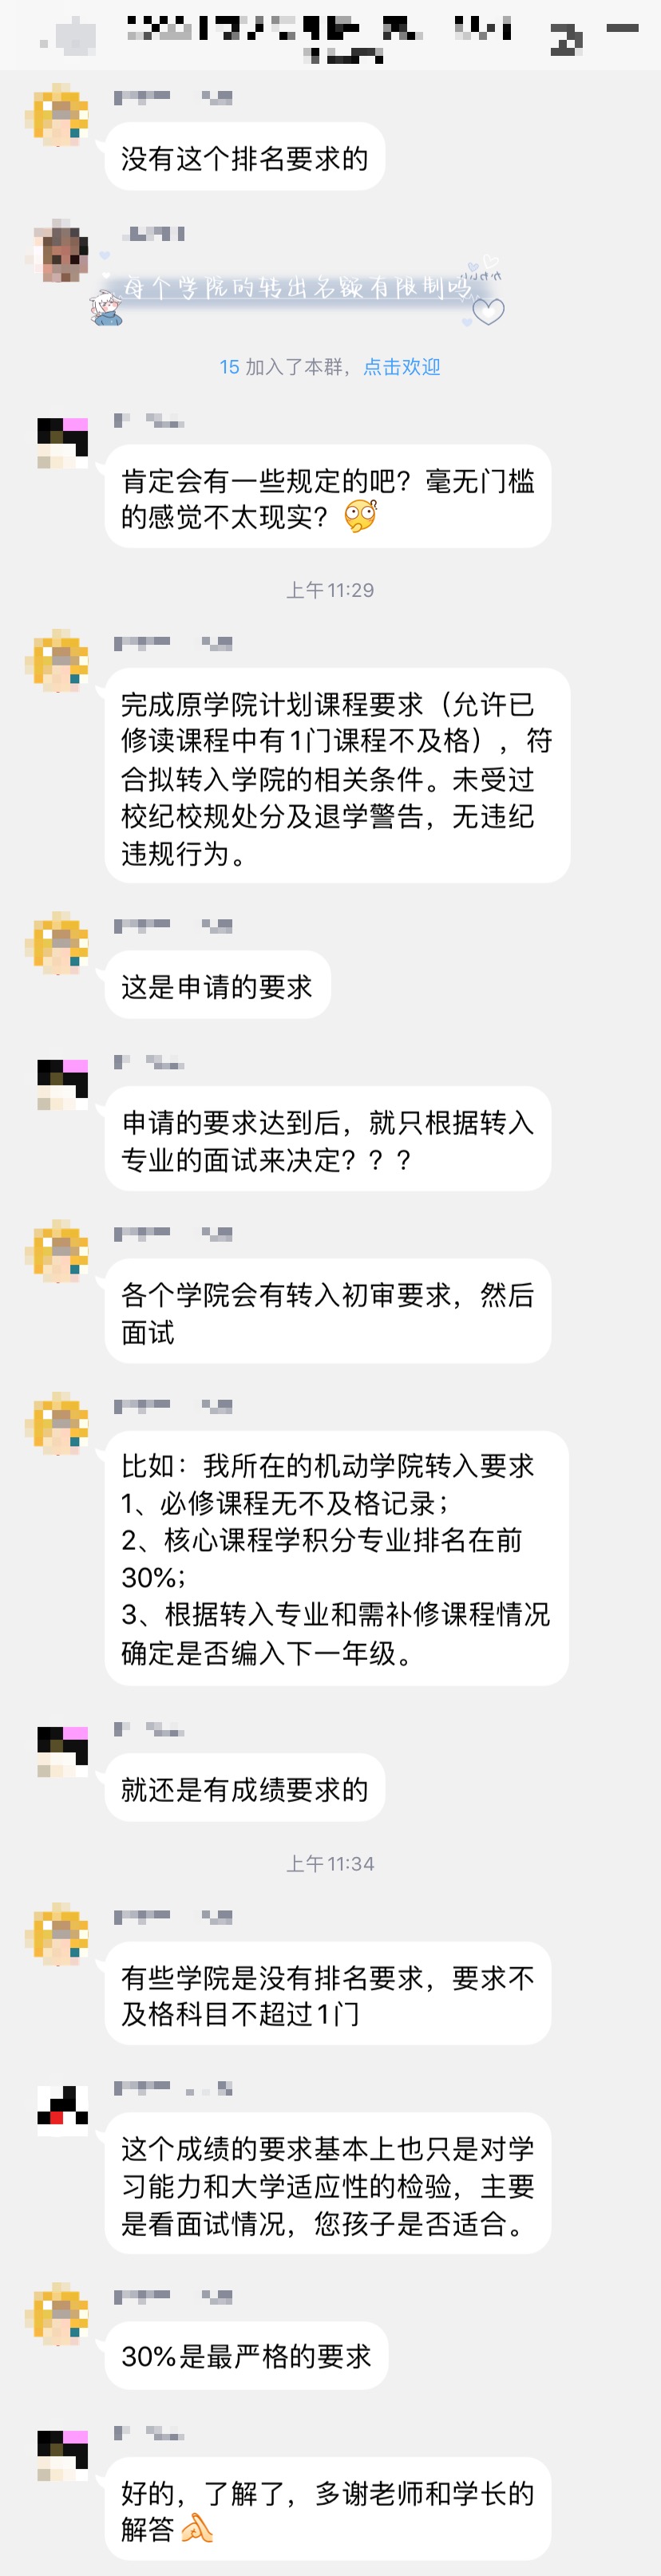 没有这个排名要求的
每个学院的转出名额有限制吗
15 加入了本群，点击欢迎
肯定会有一些规定的吧？毫无门槛
的感觉不太现实？
上午11:29
完成原学院计划课程要求（允许已
修读课程中有1门课程不及格），符
合拟转入学院的相关条件。未受过
校纪校规处分及退学警告，无违纪
违规行为。
这是申请的要求
申请的要求达到后，就只根据转入
专业的面试来决定？？？
各个学院会有转入初审要求，然后
面试
比如：我所在的机动学院转入要求
1、必修课程无不及格记录；
2、核心课程学积分专业排名在前
30%；
3、根据转入专业和需补修课程情况
确定是否编入下一年级。
就还是有成绩要求的
上午11:34
有些学院是没有排名要求，要求不
及格科目不超过1门
这个成绩的要求基本上也只是对学
习能力和大学适应性的检验，主要
是看面试情况，您孩子是否适合。
30%是最严格的要求
好的，了解了，多谢老师和学长的
解答